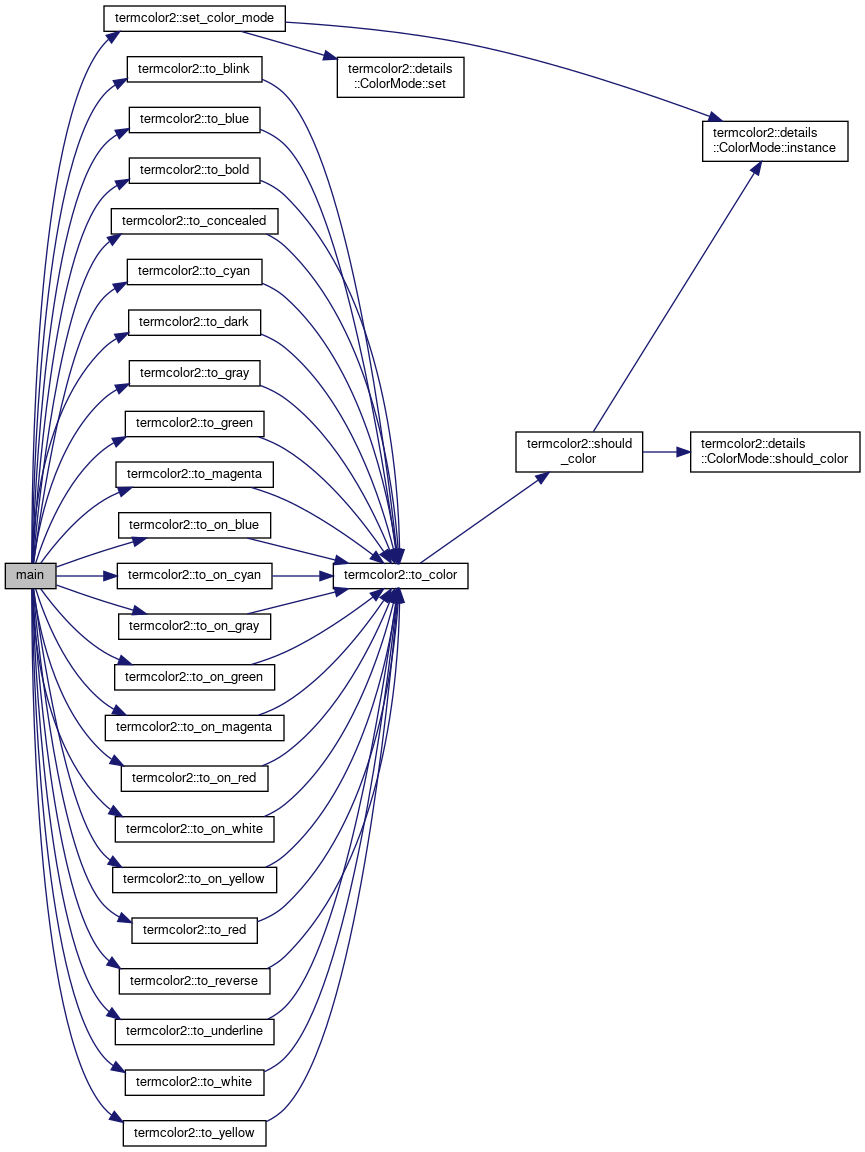 termcolor2::set_color_mode
termcolor2::to_blink
termcolor2::details
::ColorMode::set
termcolor2::to_blue
termcolor2::details
::ColorMode::instance
termcolor2::to_bold
termcolor2::to_concealed
termcolor2::to_cyan
termcolor2::to_dark
termcolor2::to_gray
termcolor2::to_green
termcolor2::should
_color
termcolor2::details
::ColorMode::should_color
termcolor2::to_magenta
termcolor2::to_on_blue
main
termcolor2::to_on_cyan
termcolor2::to_color
termcolor2::to_on_gray
termcolor2::to_on_green
termcolor2::to_on_magenta
termcolor2::to_on_red
termcolor2::to_on_white
termcolor2::to_on_yellow
termcolor2::to_red
termcolor2::to_reverse
termcolor2::to_underline
termcolor2::to_white
termcolor2::to_yellow